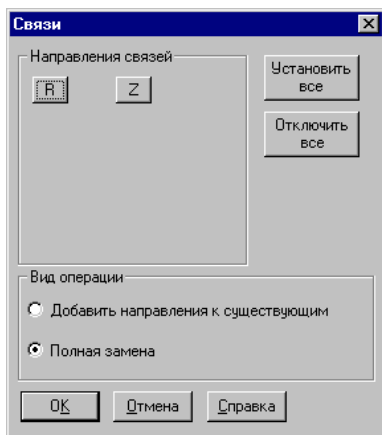 Связи
Направления связей
R
Z
Установить
все
Отключить
все
Вид операции
Добавить направления к существующим
Полная замена
OK
Отмена
Справка